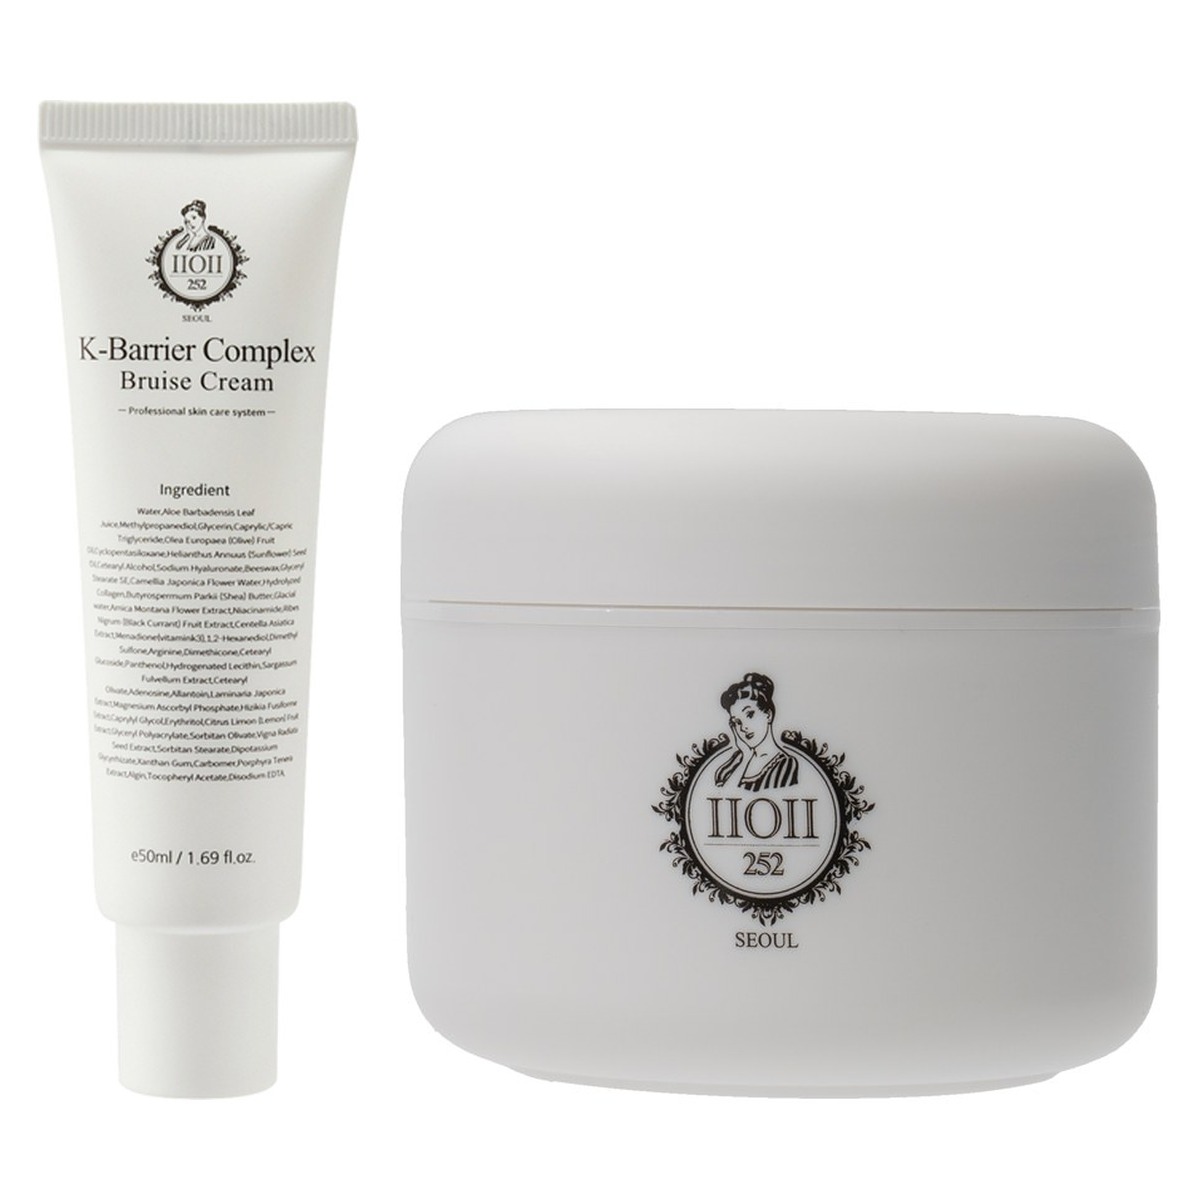 IIOII
252
SEOUL
K-Barrier Complex
Bruise Cream
— Professional skin care system —
Ingredient
Water,Aloe Barbadensis Leaf
Juice,Methylpropanediol,Glycerin,Caprylic/Capric
Triglyceride,Olea Europaea (Olive) Fruit
Oil,Cyclopentasiloxane,Helianthus Annuus (Sunflower) Seed
Oil,Cetearyl Alcohol,Sodium Hyaluronate,Beeswax,Glyceryl
Stearate SE,Camellia Japonica Flower Water,Hydrolyzed
Collagen,Butyrospermum Parkii (Shea) Butter,Glacial
water,Arnica Montana Flower Extract,Niacinamide,Ribes
Nigrum (Black Currant) Fruit Extract,Centella Asiatica
Extract,Menadione(vitamink3),1,2-Hexanediol,Dimethyl
Sulfone,Arginine,Dimethicone,Cetearyl
Glucoside,Panthenol,Hydrogenated Lecithin,Sargassum
Fulvellum Extract,Cetearyl
Olivate,Adenosine,Allantoin,Laminaria Japonica
Extract,Magnesium Ascorbyl Phosphate,Hizikia Fusiforme
Extract,Caprylyl Glycol,Erythritol,Citrus Limon (Lemon) Fruit
Extract,Glyceryl Polyacrylate,Sorbitan Olivate,Vigna Radiata
Seed Extract,Sorbitan Stearate,Dipotassium
Glycyrrhizate,Xanthan Gum,Carbomer,Porphyra Tenera
Extract,Algin,Tocopheryl Acetate,Disodium EDTA
e50ml / 1.69 fl.oz.
IIOII
252
SEOUL